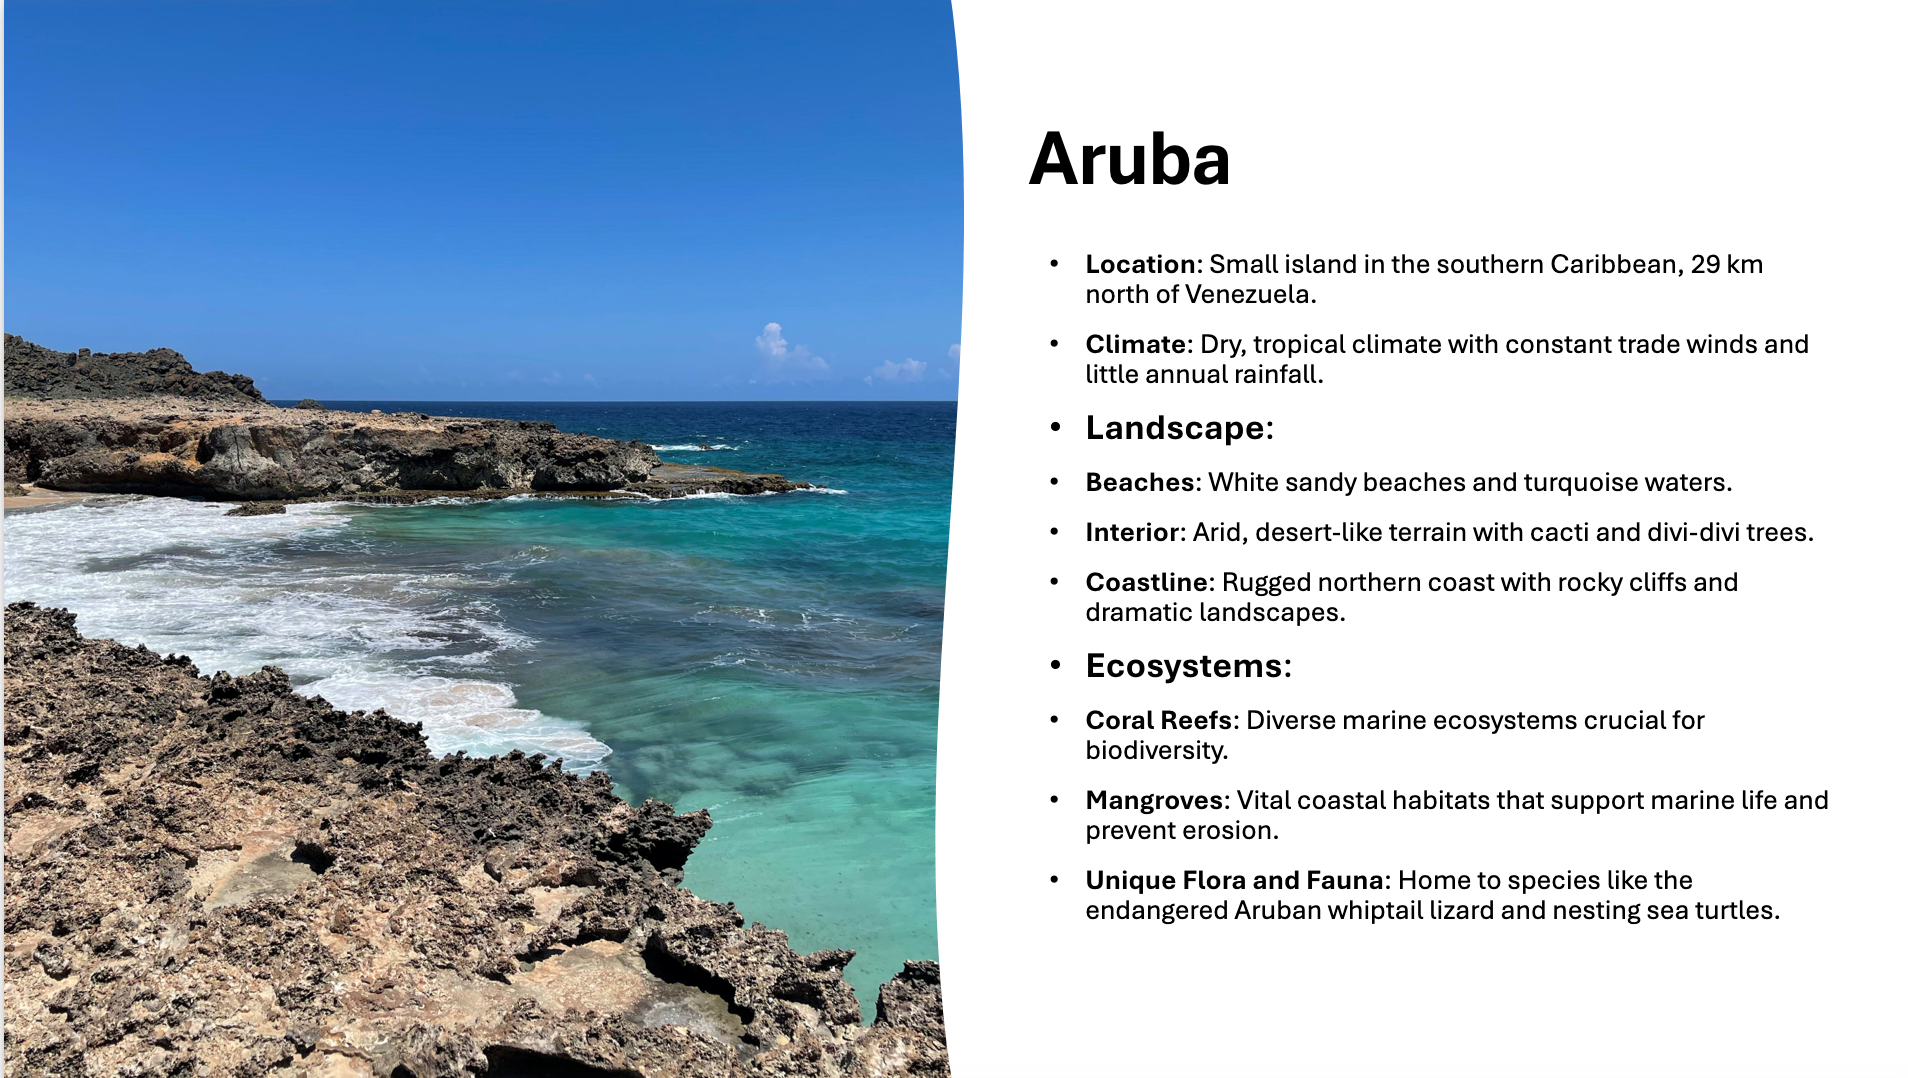 Aruba
• Location: Small island in the southern Caribbean, 29 km
north of Venezuela.
• Climate: Dry, tropical climate with constant trade winds and
little annual rainfall.
• Landscape:
• Beaches: White sandy beaches and turquoise waters.
• Interior: Arid, desert-like terrain with cacti and divi-divi trees.
• Coastline: Rugged northern coast with rocky cliffs and
dramatic landscapes.
• Ecosystems:
• Coral Reefs: Diverse marine ecosystems crucial for
biodiversity.
• Mangroves: Vital coastal habitats that support marine life and
prevent erosion.
• Unique Flora and Fauna: Home to species like the
endangered Aruban whiptail lizard and nesting sea turtles.